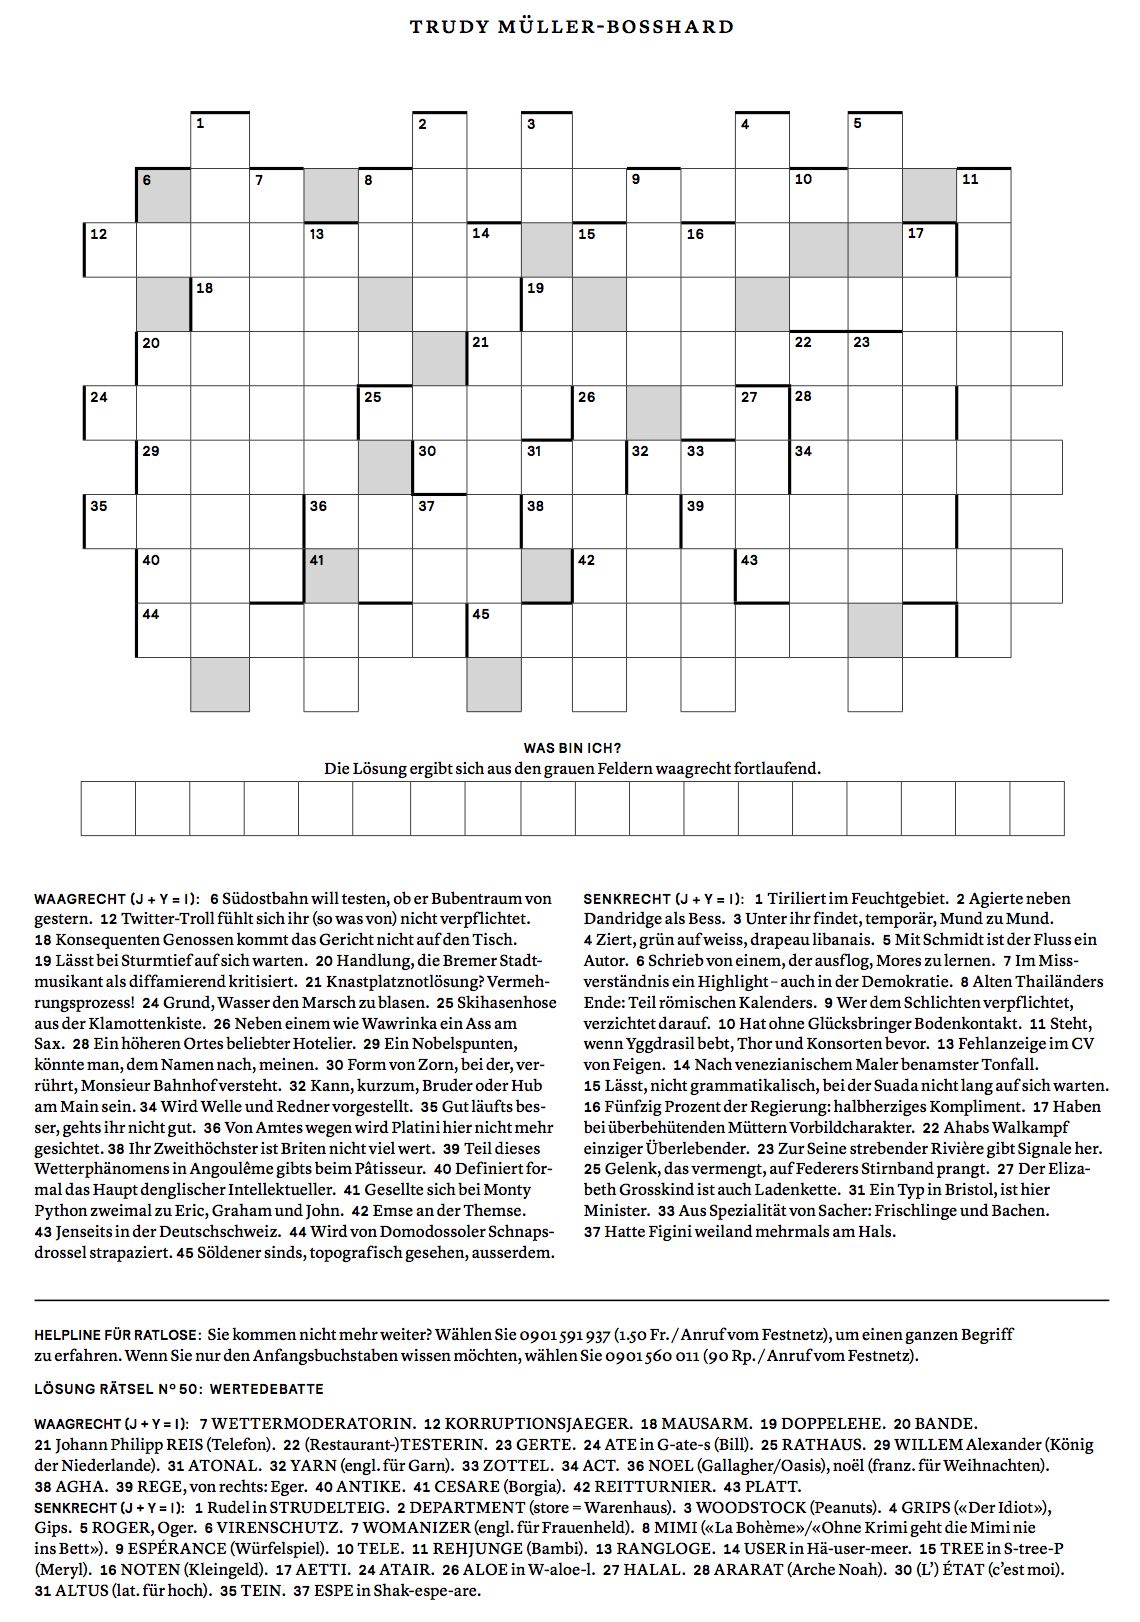 TRUDY MÜLLER-BOSSHARD
1 2 3 4 5
6 7 8 9 10 11
12 13 14 15 16 17
18 19
20 21 22 23
24 25 26 27 28
29 30 31 32 33 34
35 36 37 38 39
40 41 42 43
44 45
WAS BIN ICH?
Die Lösung ergibt sich aus den grauen Feldern waagrecht fortlaufend.
WAAGRECHT (J + Y = I): 6 Südostbahn will testen, ob er Bubentraum von
gestern. 12 Twitter-Troll fühlt sich ihr (so was von) nicht verpflichtet.
18 Konsequenten Genossen kommt das Gericht nicht auf den Tisch.
19 Lässt bei Sturmtief auf sich warten. 20 Handlung, die Bremer Stadt-
musikant als diffamierend kritisiert. 21 Knastplatznotlösung? Vermeh-
rungsprozess! 24 Grund, Wasser den Marsch zu blasen. 25 Skihasenhose
aus der Klamottenkiste. 26 Neben einem wie Wawrinka ein Ass am
Sax. 28 Ein höheren Ortes beliebter Hotelier. 29 Ein Nobelspunten,
könnte man, dem Namen nach, meinen. 30 Form von Zorn, bei der, ver-
rührt, Monsieur Bahnhof versteht. 32 Kann, kurzum, Bruder oder Hub
am Main sein. 34 Wird Welle und Redner vorgestellt. 35 Gut läufts bes-
ser, gehts ihr nicht gut. 36 Von Amtes wegen wird Platini hier nicht mehr
gesichtet. 38 Ihr Zweithöchster ist Briten nicht viel wert. 39 Teil dieses
Wetterphänomens in Angoulême gibts beim Pâtisseur. 40 Definiert for-
mal das Haupt denglischer Intellektueller. 41 Gesellte sich bei Monty
Python zweimal zu Eric, Graham und John. 42 Emse an der Themse.
43 Jenseits in der Deutschschweiz. 44 Wird von Domodossoler Schnaps-
drossel strapaziert. 45 Söldener sinds, topografisch gesehen, ausserdem.
SENKRECHT (J + Y = I): 1 Tiriliert im Feuchtgebiet. 2 Agierte neben
Dandridge als Bess. 3 Unter ihr findet, temporär, Mund zu Mund.
4 Ziert, grün auf weiss, drapeau libanais. 5 Mit Schmidt ist der Fluss ein
Autor. 6 Schrieb von einem, der ausflog, Mores zu lernen. 7 Im Miss-
verständnis ein Highlight – auch in der Demokratie. 8 Alten Thailänders
Ende: Teil römischen Kalenders. 9 Wer dem Schlichten verpflichtet,
verzichtet darauf. 10 Hat ohne Glücksbringer Bodenkontakt. 11 Steht,
wenn Yggdrasil bebt, Thor und Konsorten bevor. 13 Fehlanzeige im CV
von Feigen. 14 Nach venezianischem Maler benamster Tonfall.
15 Lässt, nicht grammatikalisch, bei der Suada nicht lang auf sich warten.
16 Fünfzig Prozent der Regierung: halbherziges Kompliment. 17 Haben
bei überbehütenden Müttern Vorbildcharakter. 22 Ahabs Walkampf
einziger Überlebender. 23 Zur Seine strebender Rivière gibt Signale her.
25 Gelenk, das vermengt, auf Federers Stirnband prangt. 27 Der Eliza-
beth Grosskind ist auch Ladenkette. 31 Ein Typ in Bristol, ist hier
Minister. 33 Aus Spezialität von Sacher: Frischlinge und Bachen.
37 Hatte Figini weiland mehrmals am Hals.
HELPLINE FÜR RATLOSE: Sie kommen nicht mehr weiter? Wählen Sie 0901 591 937 (1.50 Fr. / Anruf vom Festnetz), um einen ganzen Begriff
zu erfahren. Wenn Sie nur den Anfangsbuchstaben wissen möchten, wählen Sie 0901 560 011 (90 Rp. / Anruf vom Festnetz).
LÖSUNG RÄTSEL Nº 50: WERTEDEBATTE
WAAGRECHT (J + Y = I): 7 WETTERMODERATORIN. 12 KORRUPTIONSJAEGER. 18 MAUSARM. 19 DOPPELEHE. 20 BANDE.
21 Johann Philipp REIS (Telefon). 22 (Restaurant-)TESTERIN. 23 GERTE. 24 ATE in G-ate-s (Bill). 25 RATHAUS. 29 WILLEM Alexander (König
der Niederlande). 31 ATONAL. 32 YARN (engl. für Garn). 33 ZOTTEL. 34 ACT. 36 NOEL (Gallagher/Oasis), noël (franz. für Weihnachten).
38 AGHA. 39 REGE, von rechts: Eger. 40 ANTIKE. 41 CESARE (Borgia). 42 REITTURNIER. 43 PLATT.
SENKRECHT (J + Y = I): 1 Rudel in STRUDELTEIG. 2 DEPARTMENT (store = Warenhaus). 3 WOODSTOCK (Peanuts). 4 GRIPS («Der Idiot»),
Gips. 5 ROGER, Oger. 6 VIRENSCHUTZ. 7 WOMANIZER (engl. für Frauenheld). 8 MIMI («La Bohème»/«Ohne Krimi geht die Mimi nie
ins Bett»). 9 ESPÉRANCE (Würfelspiel). 10 TELE. 11 REHJUNGE (Bambi). 13 RANGLOGE. 14 USER in Hä-user-meer. 15 TREE in S-tree-P
(Meryl). 16 NOTEN (Kleingeld). 17 AETTI. 24 ATAIR. 26 ALOE in W-aloe-l. 27 HALAL. 28 ARARAT (Arche Noah). 30 (L') ÉTAT (c'est moi).
31 ALTUS (lat. für hoch). 35 TEIN. 37 ESPE in Shak-espe-are.